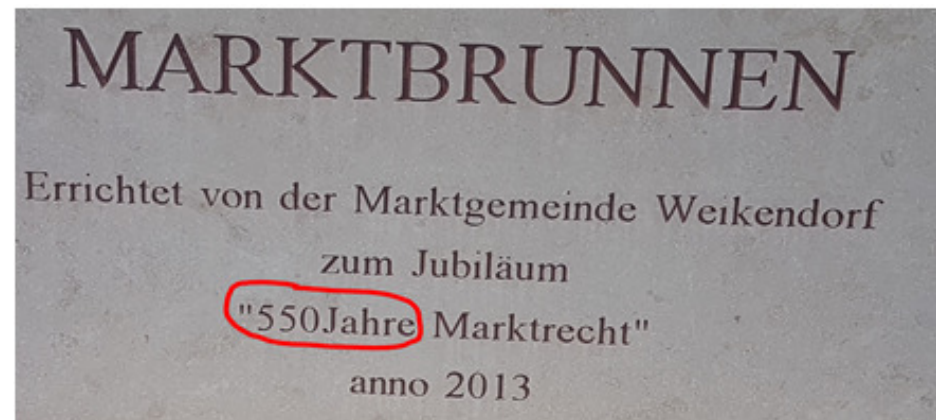 MARKTBRUNNEN
Errichtet von der Marktgemeinde Weikendorf
zum Jubiläum
"550Jahre Marktrecht"
anno 2013